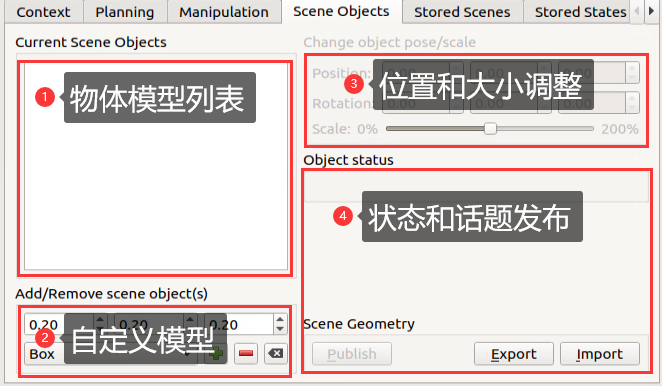 Context Planning Manipulation Scene Objects Stored Scenes Stored States
Current Scene Objects
1 物体模型列表
Change object pose/scale
Position:
3 位置和大小调整
Rotation: 0.00 0.00 0.00
Scale: 0% 200%
Object status
4 状态和话题发布
Add/Remove scene object(s)
0.20 0.20 0.20
2 自定义模型
Box
Scene Geometry
Publish Export Import